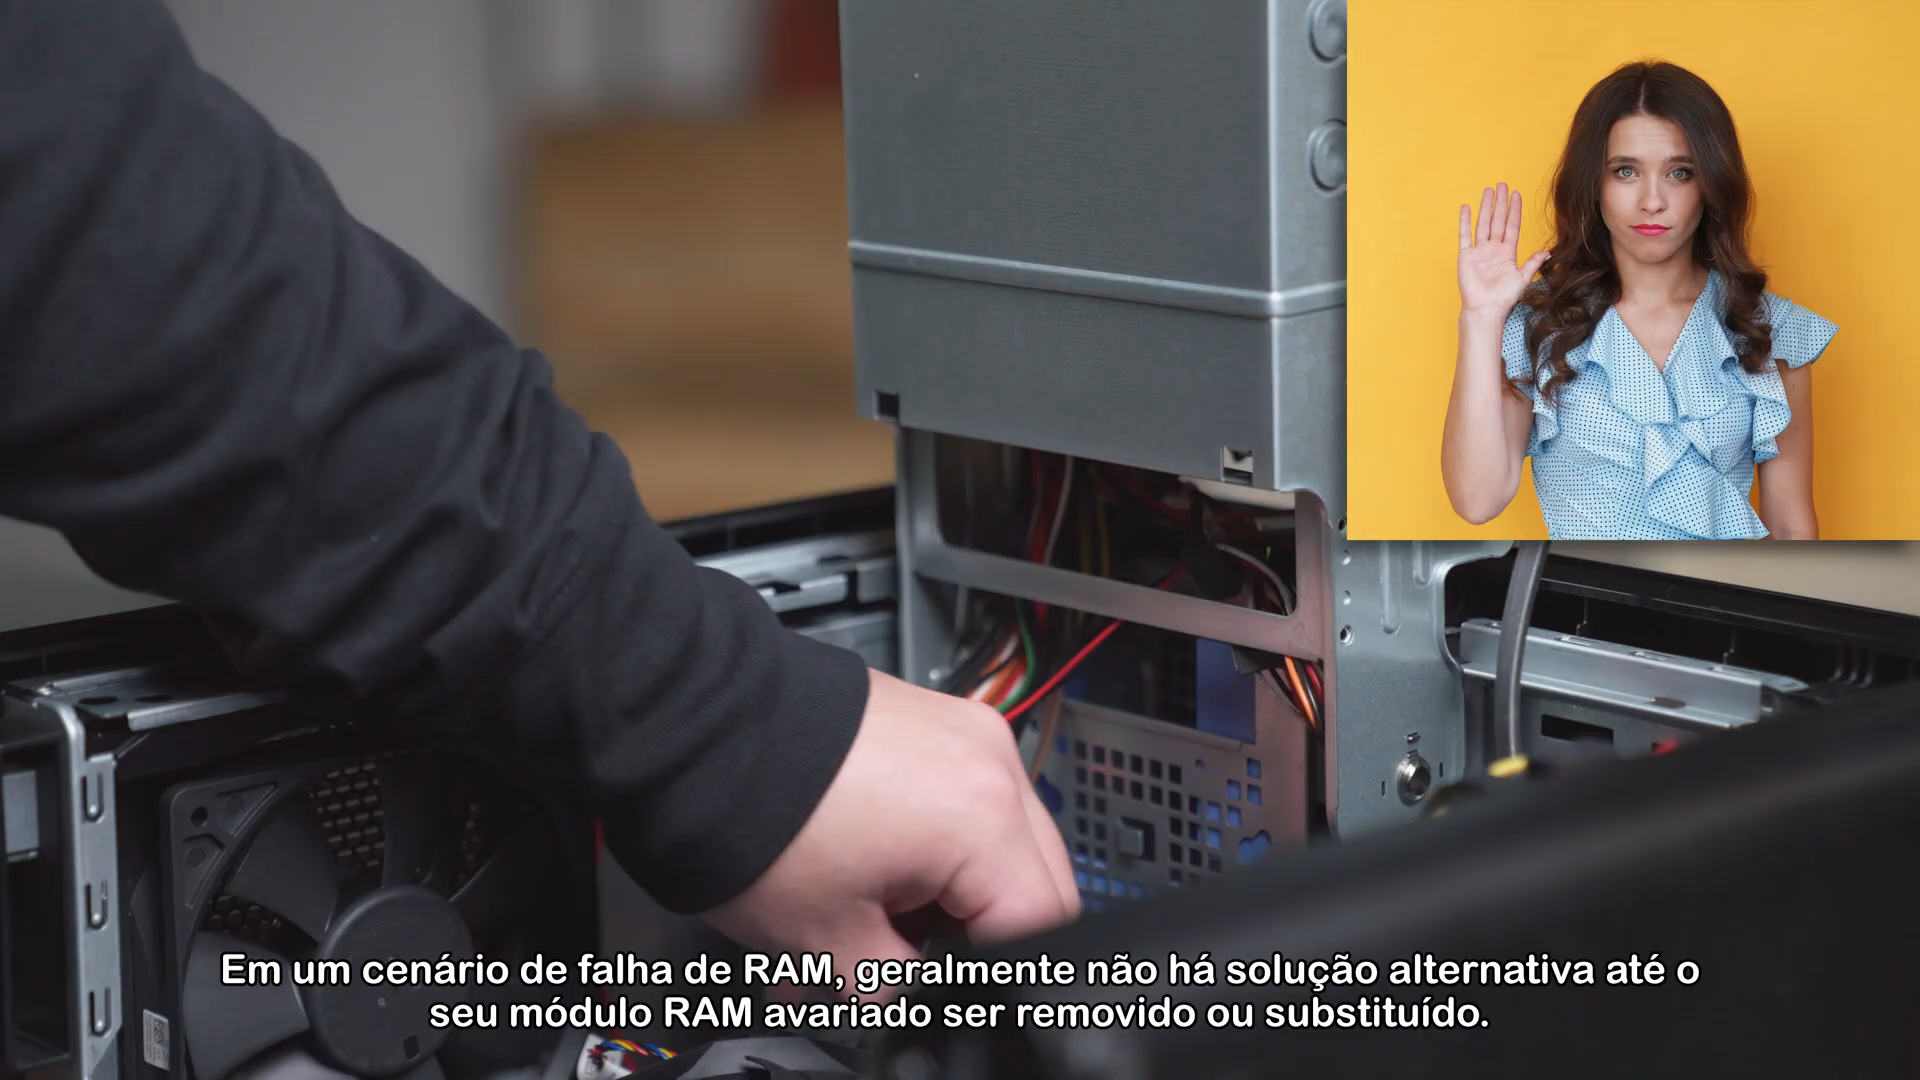 Em um cenário de falha de RAM, geralmente não há solução alternativa até o
seu módulo RAM avariado ser removido ou substituído.